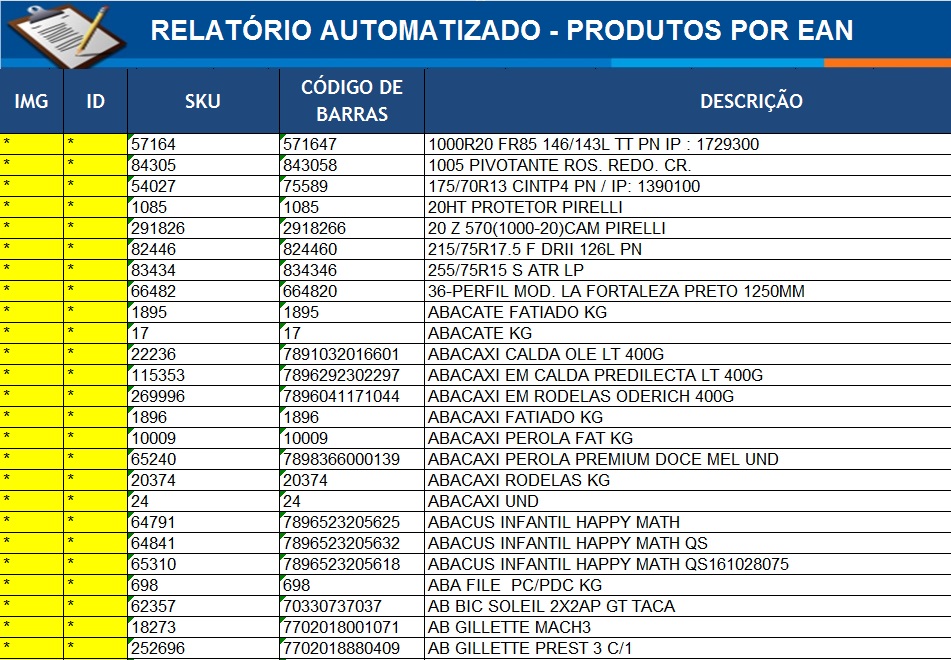 RELATÓRIO AUTOMATIZADO - PRODUTOS POR EAN
IMG ID SKU CÓDIGO DE BARRAS DESCRIÇÃO
* * 57164 571647 1000R20 FR85 146/143L TT PN IP : 1729300
* * 84305 843058 1005 PIVOTANTE ROS. REDO. CR.
* * 54027 75589 175/70R13 CINTP4 PN / IP: 1390100
* * 1085 1085 20HT PROTETOR PIRELLI
* * 291826 2918266 20 Z 570(1000-20)CAM PIRELLI
* * 82446 824460 215/75R17.5 F DRII 126L PN
* * 83434 834346 255/75R15 S ATR LP
* * 66482 664820 36-PERFIL MOD. LA FORTALEZA PRETO 1250MM
* * 1895 1895 ABACATE FATIADO KG
* * 17 17 ABACATE KG
* * 22236 7891032016601 ABACAXI CALDA OLE LT 400G
* * 115353 7896292302297 ABACAXI EM CALDA PREDILECTA LT 400G
* * 269996 7896041171044 ABACAXI EM RODELAS ODERICH 400G
* * 1896 1896 ABACAXI FATIADO KG
* * 10009 10009 ABACAXI PEROLA FAT KG
* * 65240 7898366000139 ABACAXI PEROLA PREMIUM DOCE MEL UND
* * 20374 20374 ABACAXI RODELAS KG
* * 24 24 ABACAXI UND
* * 64791 7896523205625 ABACUS INFANTIL HAPPY MATH
* * 64841 7896523205632 ABACUS INFANTIL HAPPY MATH QS
* * 65310 7896523205618 ABACUS INFANTIL HAPPY MATH QS161028075
* * 698 698 ABA FILE  PC/PDC KG
* * 62357 70330737037 AB BIC SOLEIL 2X2AP GT TACA
* * 18273 7702018001071 AB GILLETTE MACH3
* * 252696 7702018880409 AB GILLETTE PREST 3 C/1